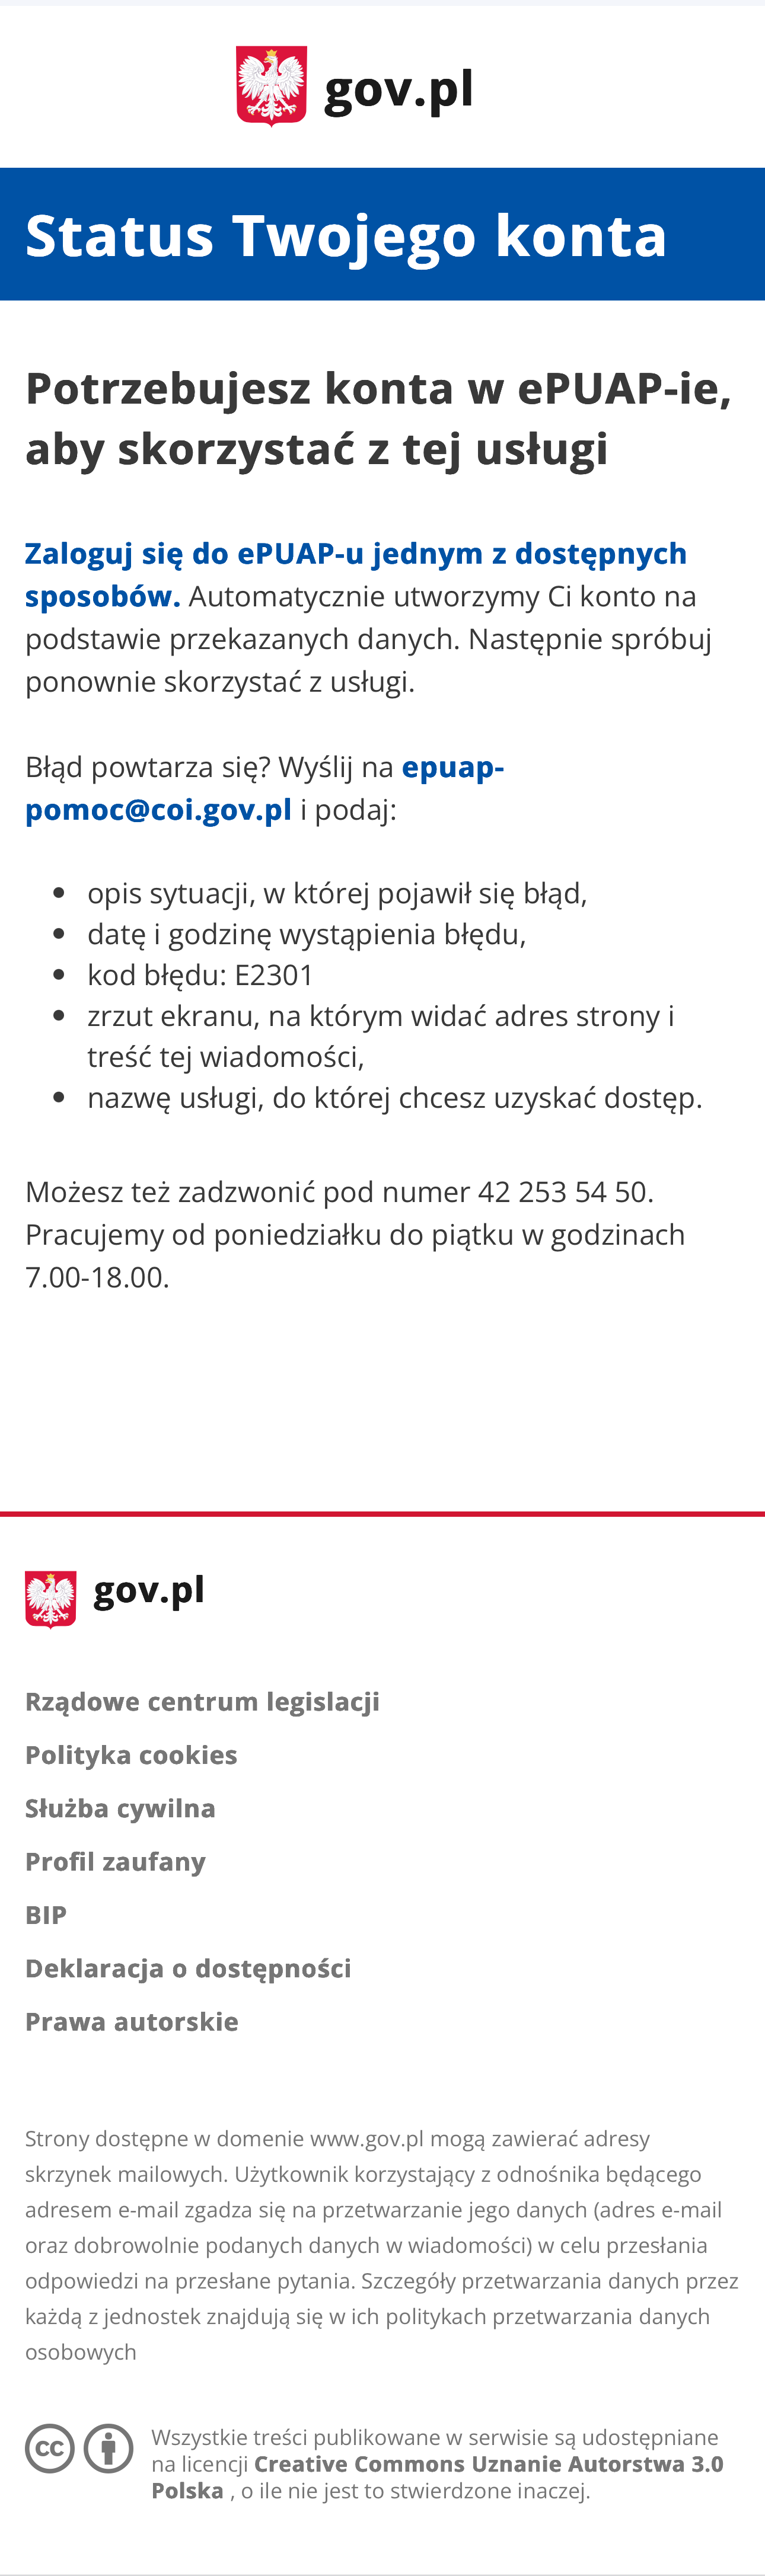 gov.pl
Status Twojego konta
Potrzebujesz konta w ePUAP-ie,
aby skorzystać z tej usługi
Zaloguj się do ePUAP-u jednym z dostępnych
sposobów. Automatycznie utworzymy Ci konto na
podstawie przekazanych danych. Następnie spróbuj
ponownie skorzystać z usługi.
Błąd powtarza się? Wyślij na epuap-
pomoc@coi.gov.pl i podaj:
• opis sytuacji, w której pojawił się błąd,
• datę i godzinę wystąpienia błędu,
• kod błędu: E2301
• zrzut ekranu, na którym widać adres strony i
treść tej wiadomości,
• nazwę usługi, do której chcesz uzyskać dostęp.
Możesz też zadzwonić pod numer 42 253 54 50.
Pracujemy od poniedziałku do piątku w godzinach
7.00-18.00.
gov.pl
Rządowe centrum legislacji
Polityka cookies
Służba cywilna
Profil zaufany
BIP
Deklaracja o dostępności
Prawa autorskie
Strony dostępne w domenie www.gov.pl mogą zawierać adresy
skrzynek mailowych. Użytkownik korzystający z odnośnika będącego
adresem e-mail zgadza się na przetwarzanie jego danych (adres e-mail
oraz dobrowolnie podanych danych w wiadomości) w celu przesłania
odpowiedzi na przesłane pytania. Szczegóły przetwarzania danych przez
każdą z jednostek znajdują się w ich politykach przetwarzania danych
osobowych
cc
Wszystkie treści publikowane w serwisie są udostępniane
na licencji Creative Commons Uznanie Autorstwa 3.0
Polska , o ile nie jest to stwierdzone inaczej.